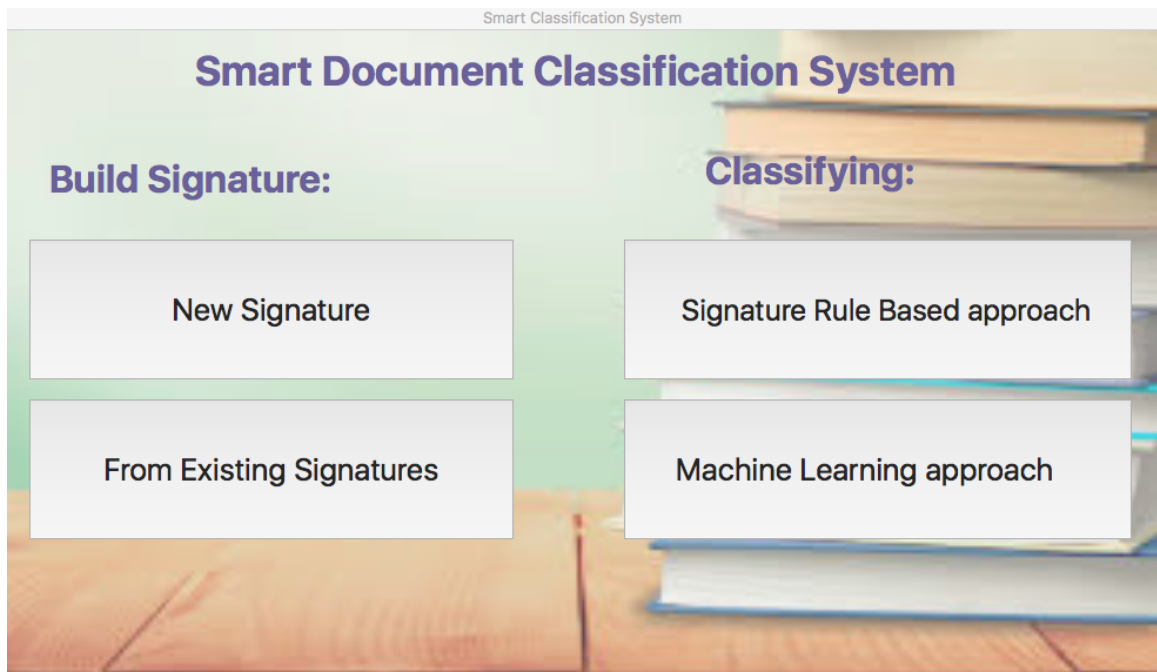 Smart Classification System
Smart Document Classification System
Build Signature:
New Signature
From Existing Signatures
Classifying:
Signature Rule Based approach
Machine Learning approach